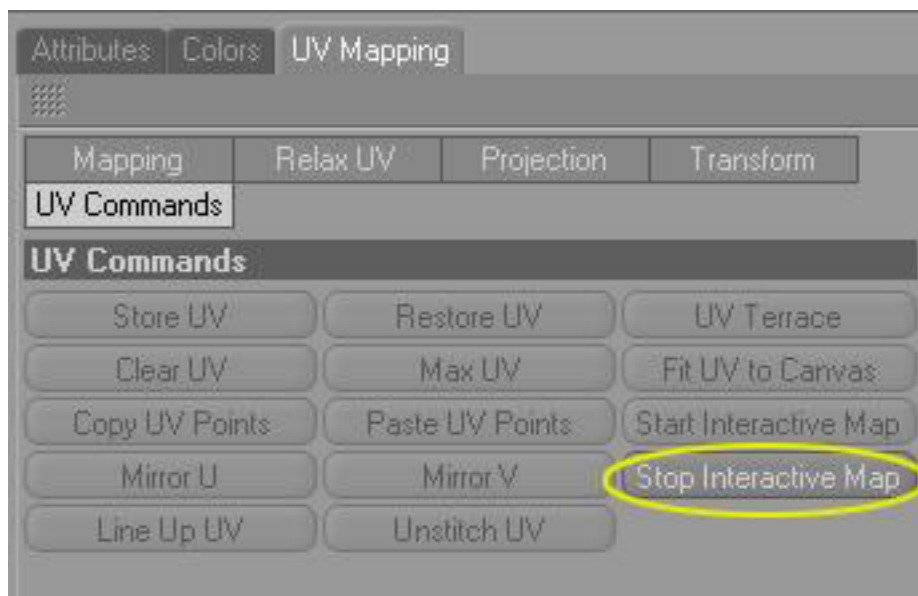 Attributes Colors UV Mapping
Mapping Relax UV Projection Transform
UV Commands
UV Commands
Store UV Restore UV UV Terrace
Clear UV Max UV Fit UV to Canvas
Copy UV Points Paste UV Points Start Interactive Map
Mirror U Mirror V Stop Interactive Map
Line Up UV Unstitch UV